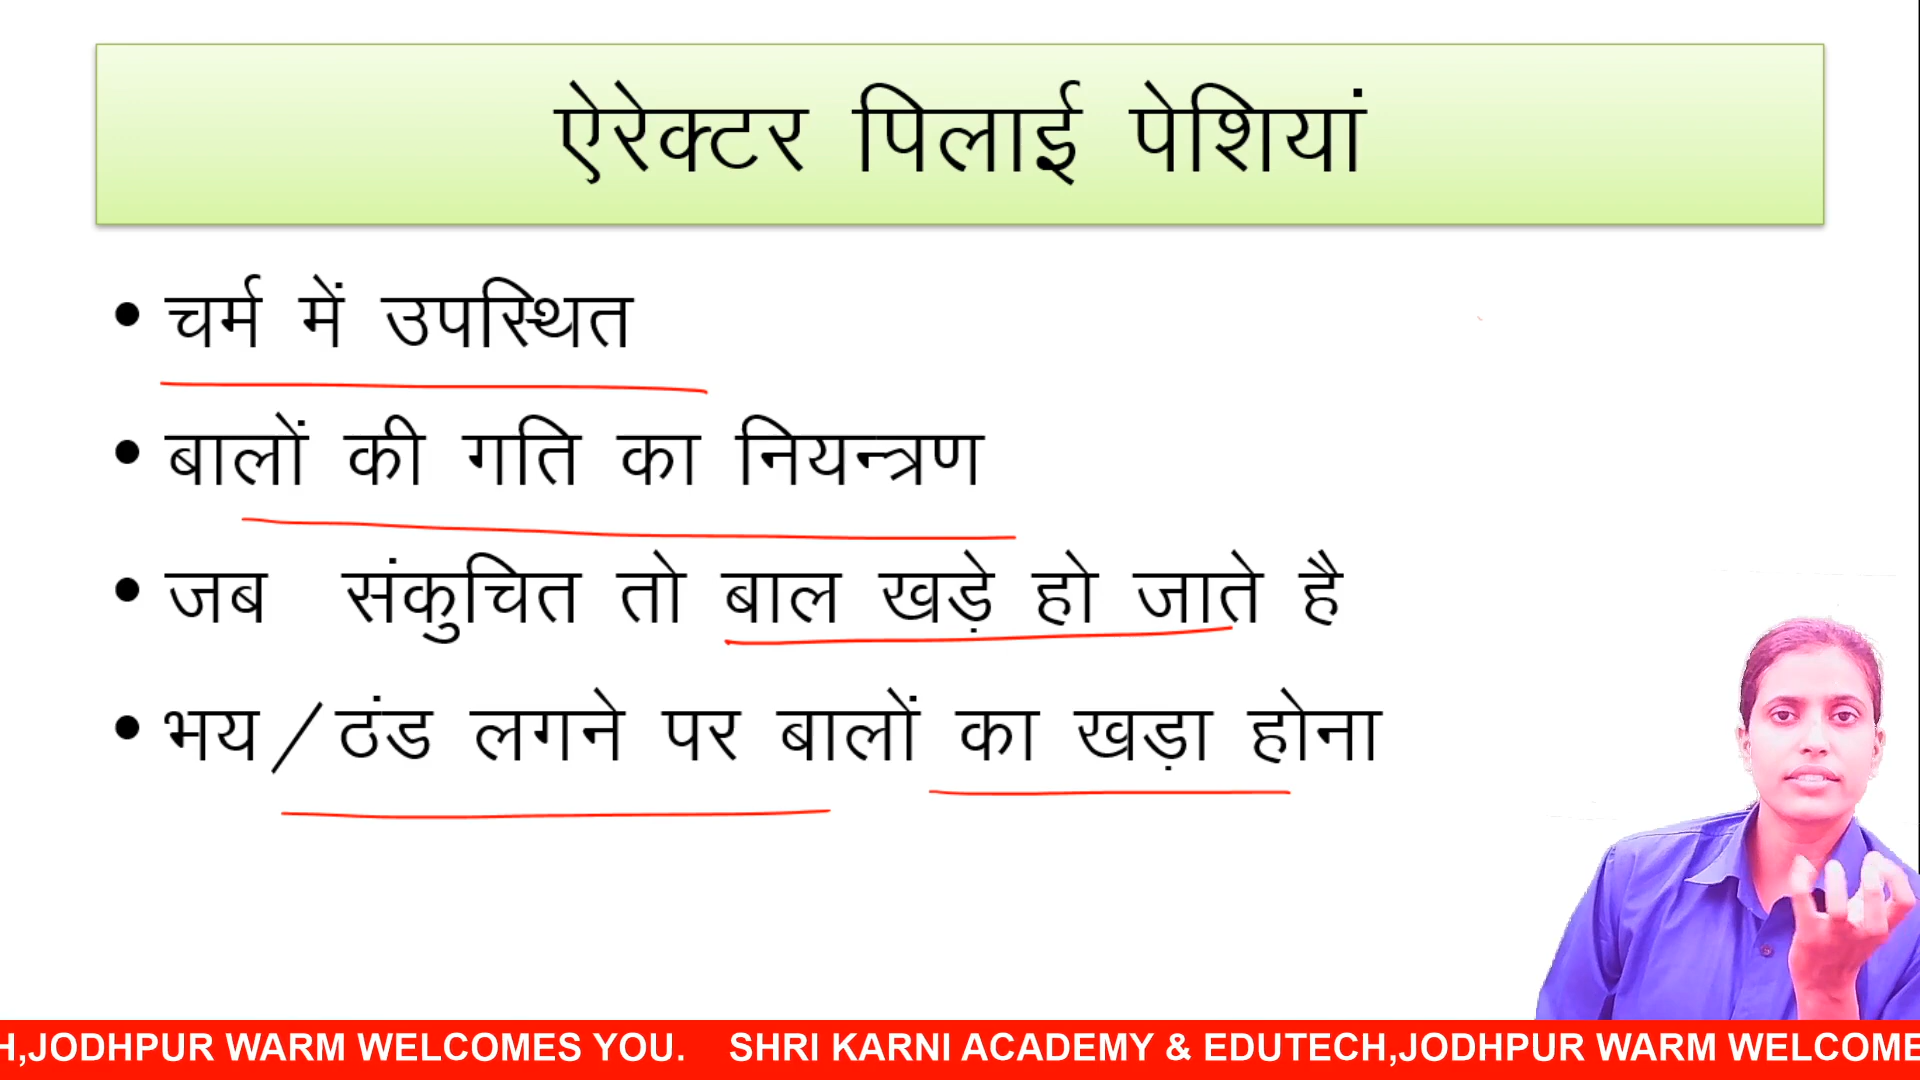 ऐरेक्टर पिलाई पेशियां
• चर्म में उपस्थित
• बालों की गति का नियन्त्रण
• जब संकुचित तो बाल खड़े हो जाते है
• भय/ठंड लगने पर बालों का खड़ा होना
H,JODHPUR WARM WELCOMES YOU. SHRI KARNI ACADEMY & EDUTECH,JODHPUR WARM WELCOME